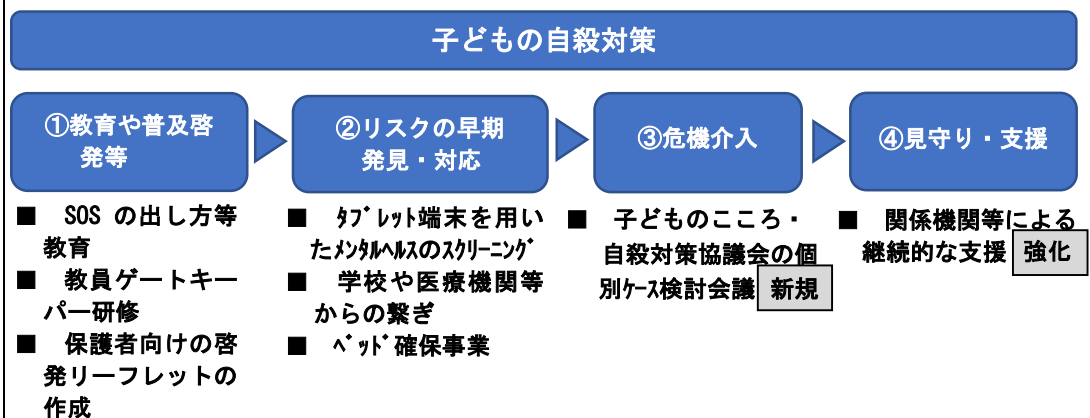 子どもの自殺対策
①教育や普及啓
発等
■ SOS の出し方等
教育
■ 教員ゲートキー
パー研修
■ 保護者向けの啓
発リーフレットの
作成
②リスクの早期
発見・対応
■ ﾀﾌﾞﾚｯﾄ端末を用い
たﾒﾝﾀﾙﾍﾙｽのｽｸﾘｰﾆﾝｸﾞ
■ 学校や医療機関等
からの繋ぎ
■ ﾍﾞｯﾄﾞ確保事業
③危機介入
■ 子どものこころ・
自殺対策協議会の個
別ｹｰｽ検討会議 新規
④見守り・支援
■ 関係機関等による
継続的な支援 強化